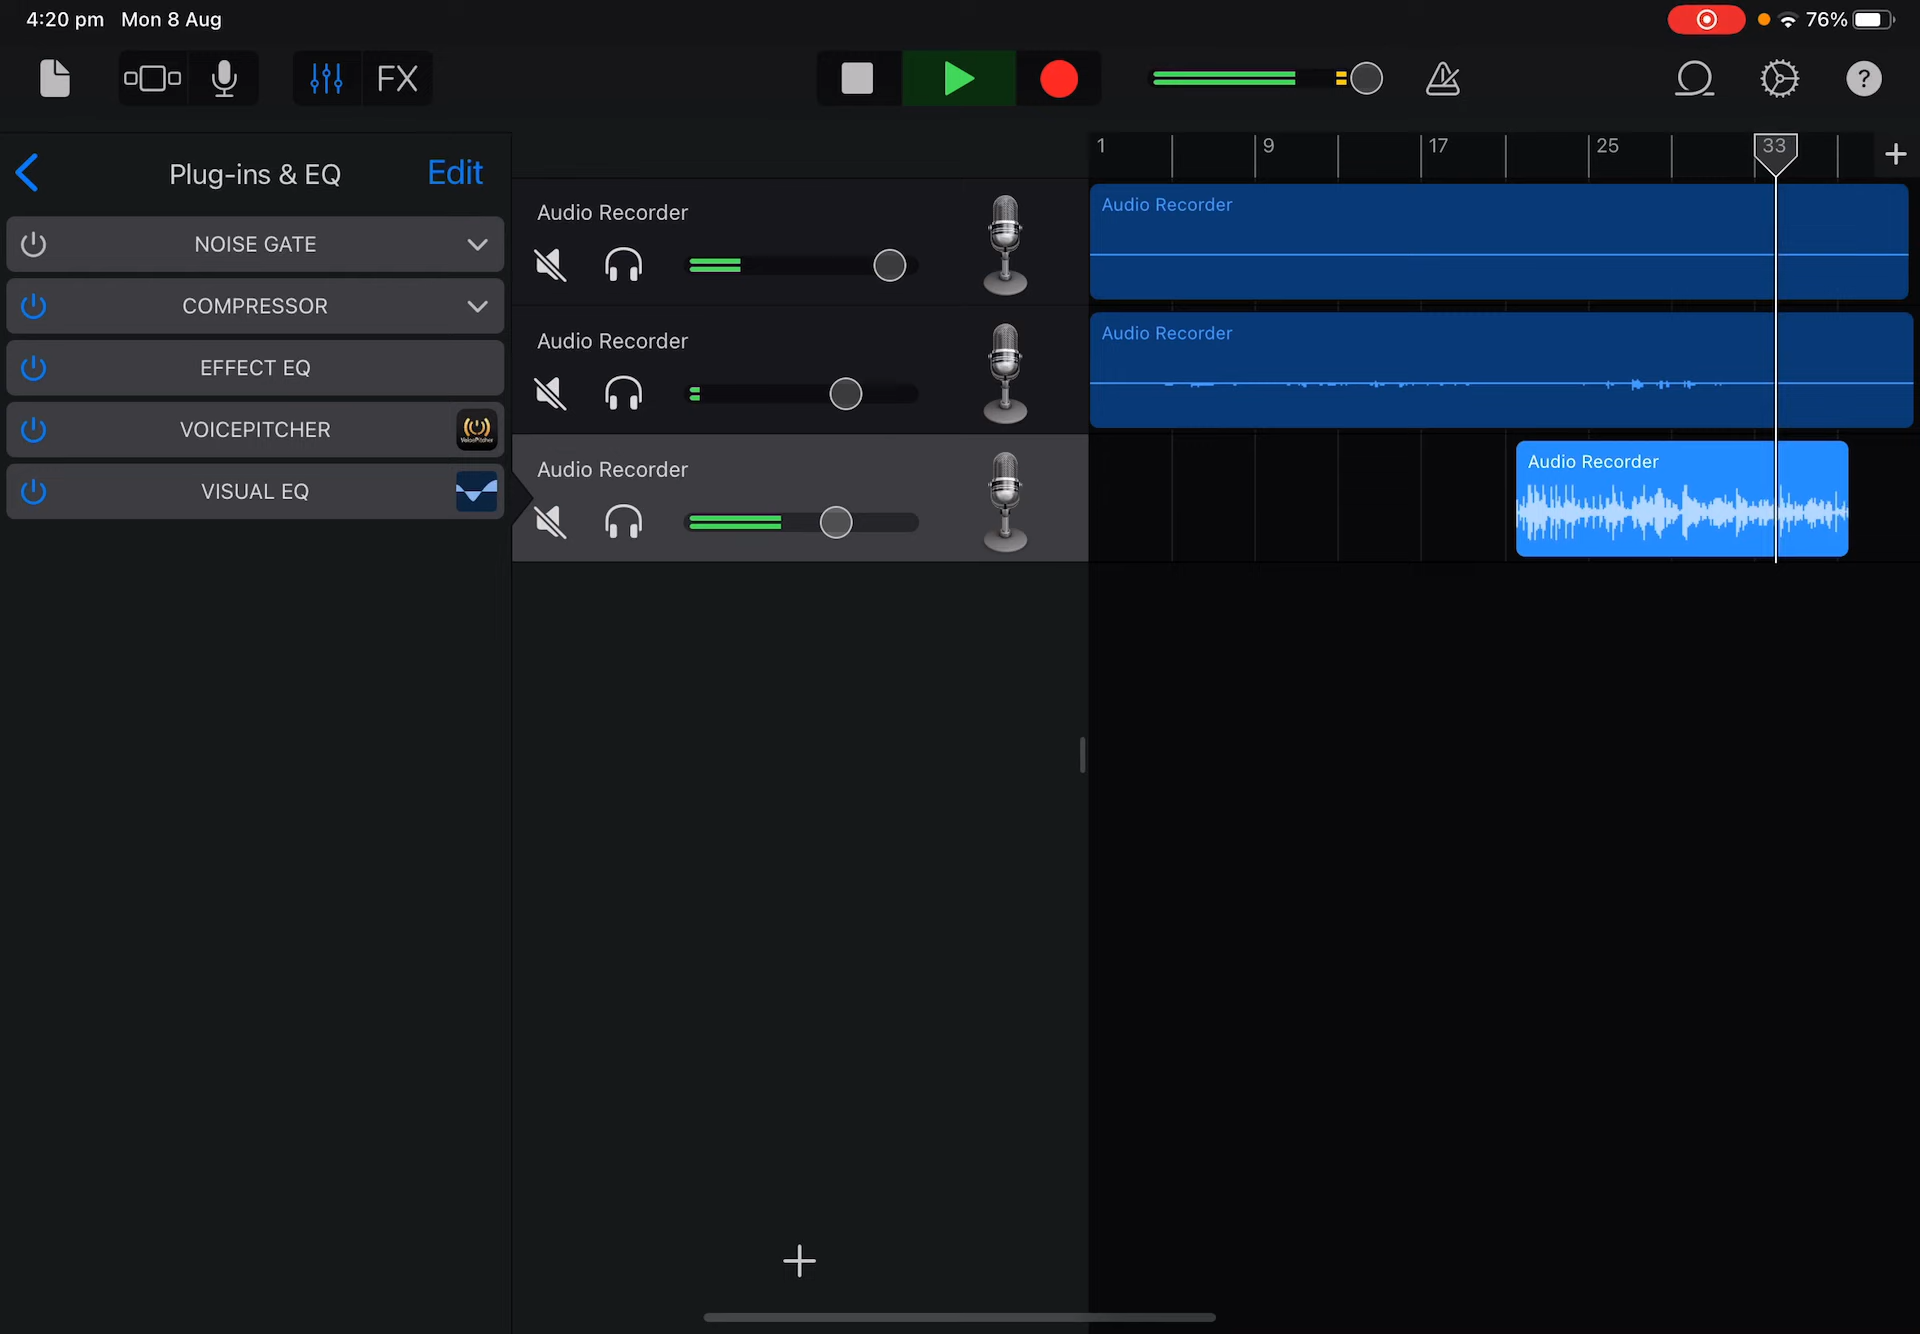 4:20 pm Mon 8 Aug
76%
FX
?
Plug-ins & EQ
Edit
NOISE GATE
COMPRESSOR
EFFECT EQ
VOICEPITCHER
VoicePitcher
VISUAL EQ
Audio Recorder
Audio Recorder
Audio Recorder
1 9 17 25 33
Audio Recorder
Audio Recorder
Audio Recorder